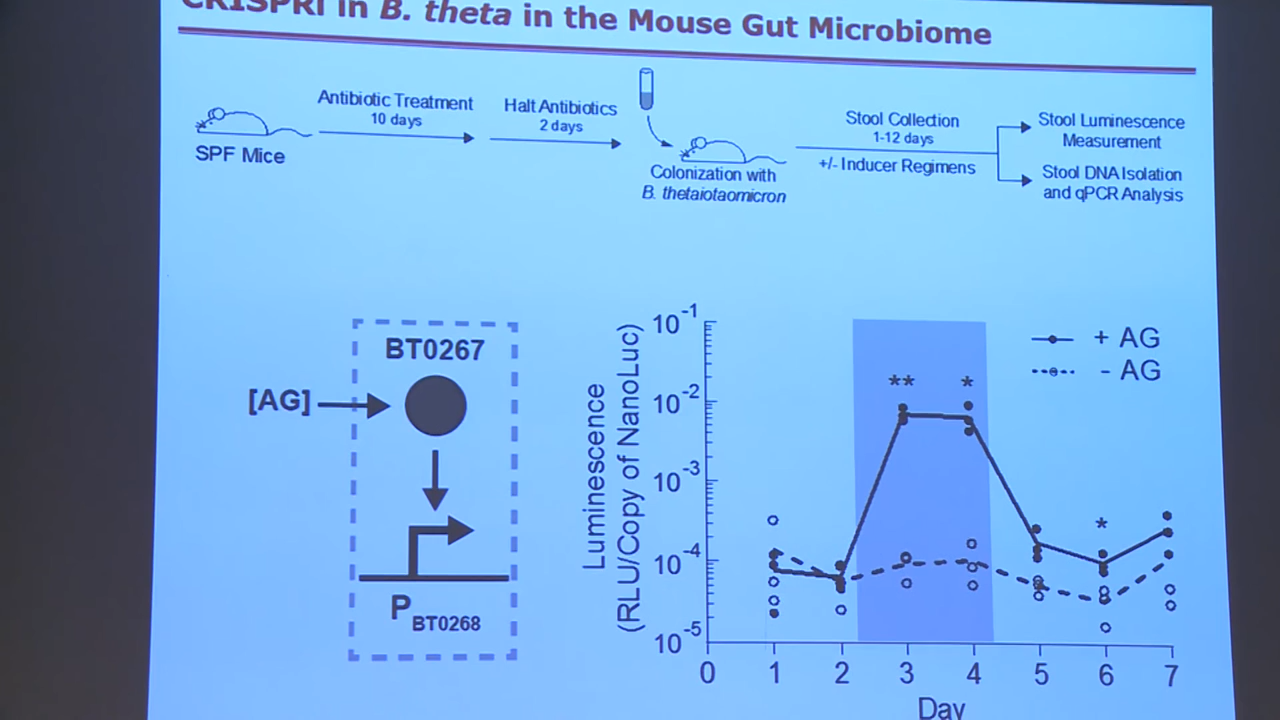 CRISPRi in B. theta in the Mouse Gut Microbiome
Antibiotic Treatment
10 days
Halt Antibiotics
2 days
Stool Collection
1-12 days
+/- Inducer Regimens
Stool Luminescence
Measurement
Stool DNA Isolation
and qPCR Analysis
SPF Mice
Colonization with
B. thetaiotaomicron
BT0267
[AG]
P BT0268
Luminescence
(RLU/Copy of NanoLuc)
10-1
10-2
10-3
10-4
10-5
** *
*
+ AG
- AG
0 1 2 3 4 5 6 7
Day